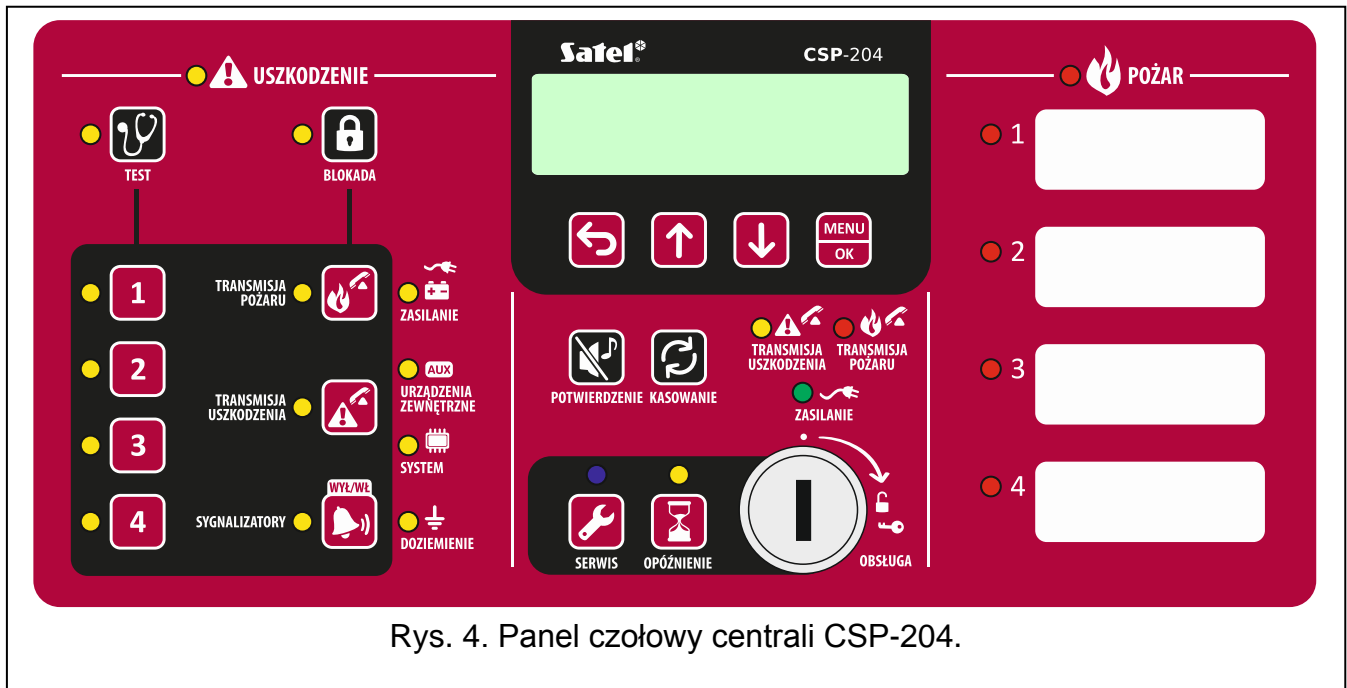 USZKODZENIE
TEST
BLOKADA
1
2
3
4
TRANSMISJA
POŻARU
TRANSMISJA
USZKODZENIA
WYŁ/WŁ
SYGNALIZATORY
ZASILANIE
AUX
URZĄDZENIA
ZEWNĘTRZNE
SYSTEM
DOZIEMIENIE
Satel®
CSP-204
MENU
OK
POTWIERDZENIE
KASOWANIE
TRANSMISJA
USZKODZENIA
TRANSMISJA
POŻARU
ZASILANIE
SERWIS
OPÓŹNIENIE
OBSŁUGA
POŻAR
1
2
3
4
Rys. 4. Panel czołowy centrali CSP-204.